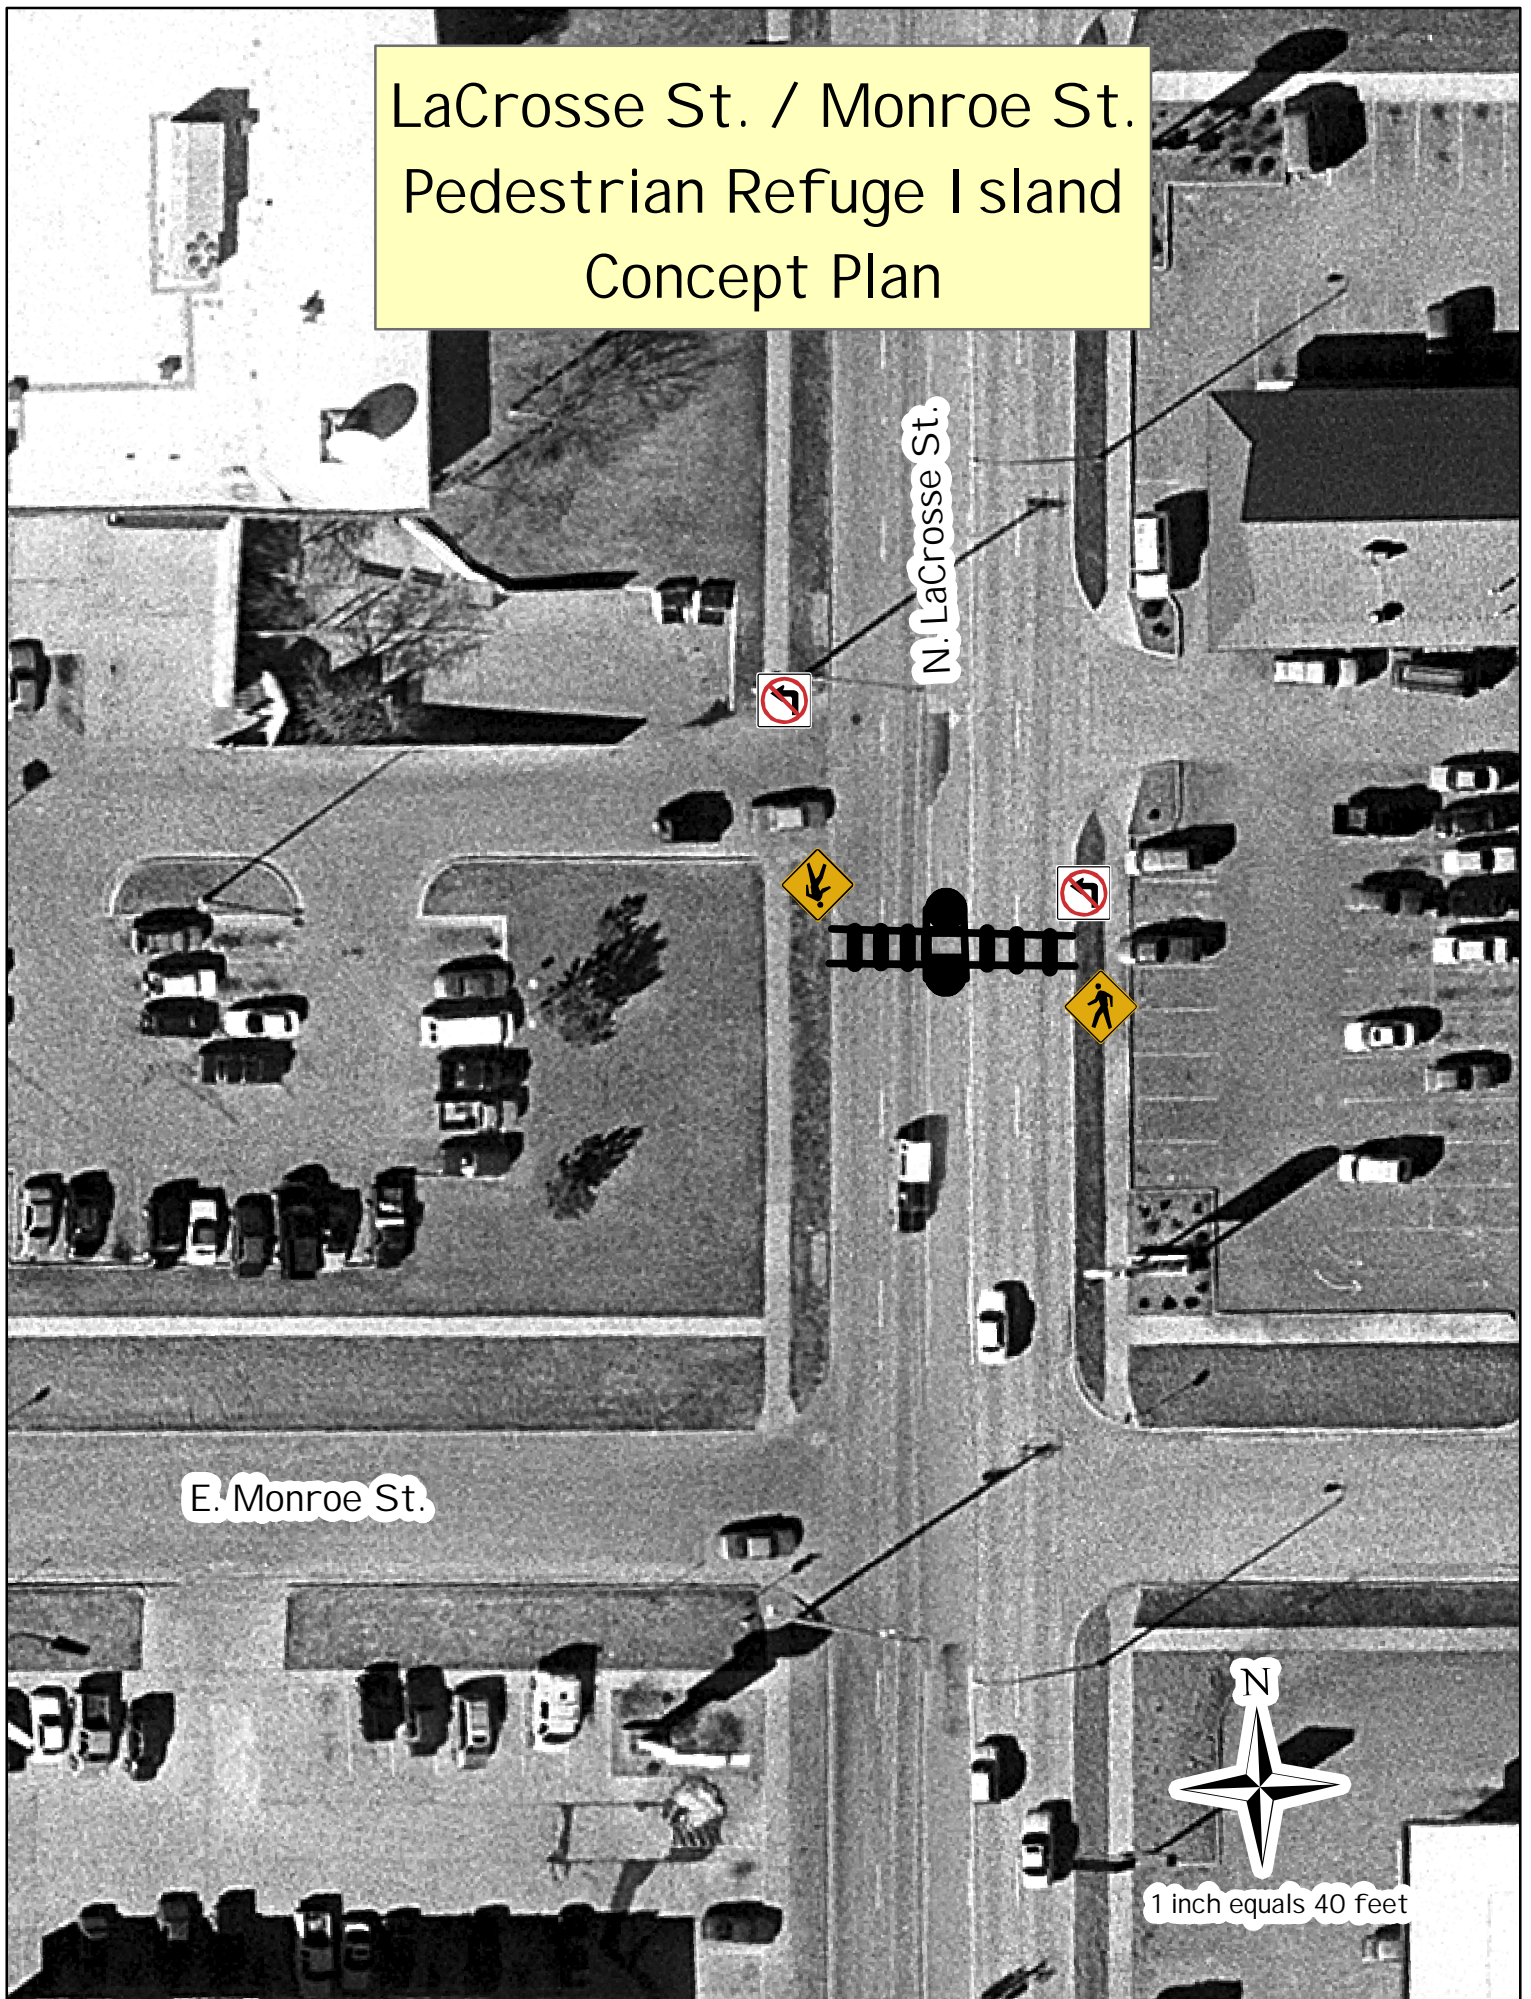 LaCrosse St. / Monroe St.
Pedestrian Refuge Island
Concept Plan
N. LaCrosse St.
E. Monroe St.
N
1 inch equals 40 feet